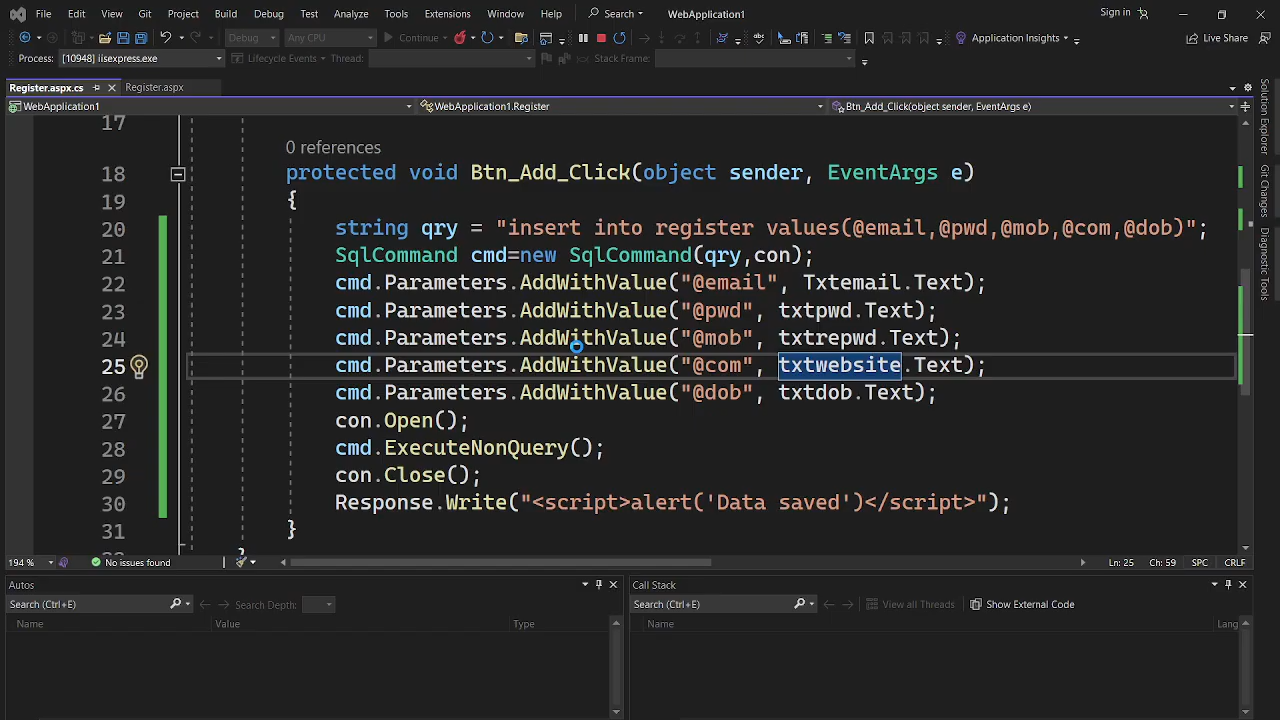 File Edit View Git Project Build Debug Test Analyze Tools Extensions Window Help Search WebApplication1 Sign in
Debug Any CPU Continue Application Insights Live Share
Process: [10948] iisexpress.exe Lifecycle Events Thread: Stack Frame:
Register.aspx.cs Register.aspx
WebApplication1 WebApplication1.Register Btn_Add_Click(object sender, EventArgs e)
17
0 references
18 protected void Btn_Add_Click(object sender, EventArgs e)
19 {
20 string qry = "insert into register values(@email,@pwd,@mob,@com,@dob)";
21 SqlCommand cmd=new SqlCommand(qry,con);
22 cmd.Parameters.AddWithValue("@email", Txtemail.Text);
23 cmd.Parameters.AddWithValue("@pwd", txtpwd.Text);
24 cmd.Parameters.AddWithValue("@mob", txtrepwd.Text);
25 cmd.Parameters.AddWithValue("@com", txtwebsite.Text);
26 cmd.Parameters.AddWithValue("@dob", txtdob.Text);
27 con.Open();
28 cmd.ExecuteNonQuery();
29 con.Close();
30 Response.Write("<script>alert('Data saved')</script>");
31 }
}
194 % No issues found Ln: 25 Ch: 59 SPC CRLF
Autos Call Stack
Search (Ctrl+E) Search Depth: Search (Ctrl+E) View all Threads Show External Code
Name Value Type Name Lang
Solution Explorer
Git Changes
Diagnostic Tools